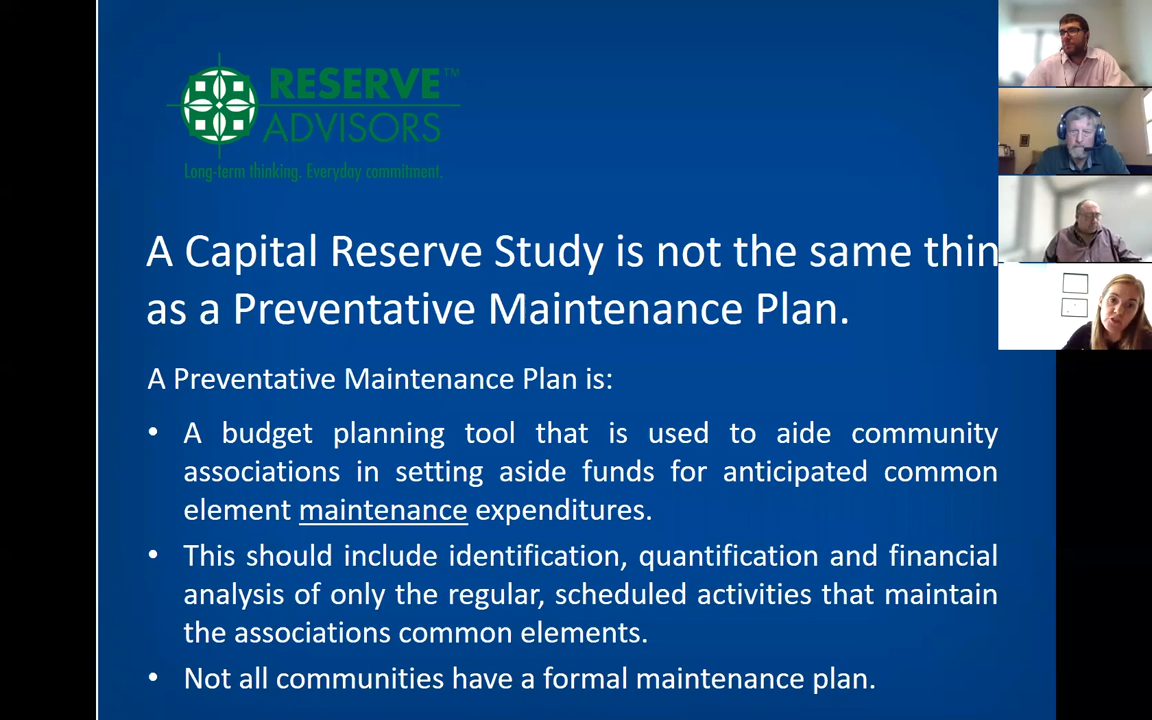 RESERVE™
ADVISORS
Long-term thinking. Everyday commitment.
A Capital Reserve Study is not the same thin
as a Preventative Maintenance Plan.
A Preventative Maintenance Plan is:
• A budget planning tool that is used to aide community
associations in setting aside funds for anticipated common
element maintenance expenditures.
• This should include identification, quantification and financial
analysis of only the regular, scheduled activities that maintain
the associations common elements.
• Not all communities have a formal maintenance plan.